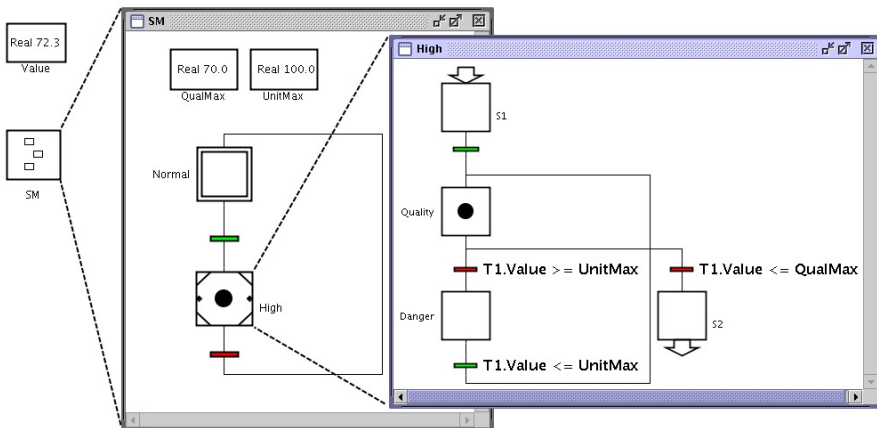 Real 72.3
Value
SM
SM
Real 70.0
QualMax
Real 100.0
UnitMax
Normal
High
High
S1
Quality
T1.Value >= UnitMax
T1.Value <= QualMax
Danger
S2
T1.Value <= UnitMax